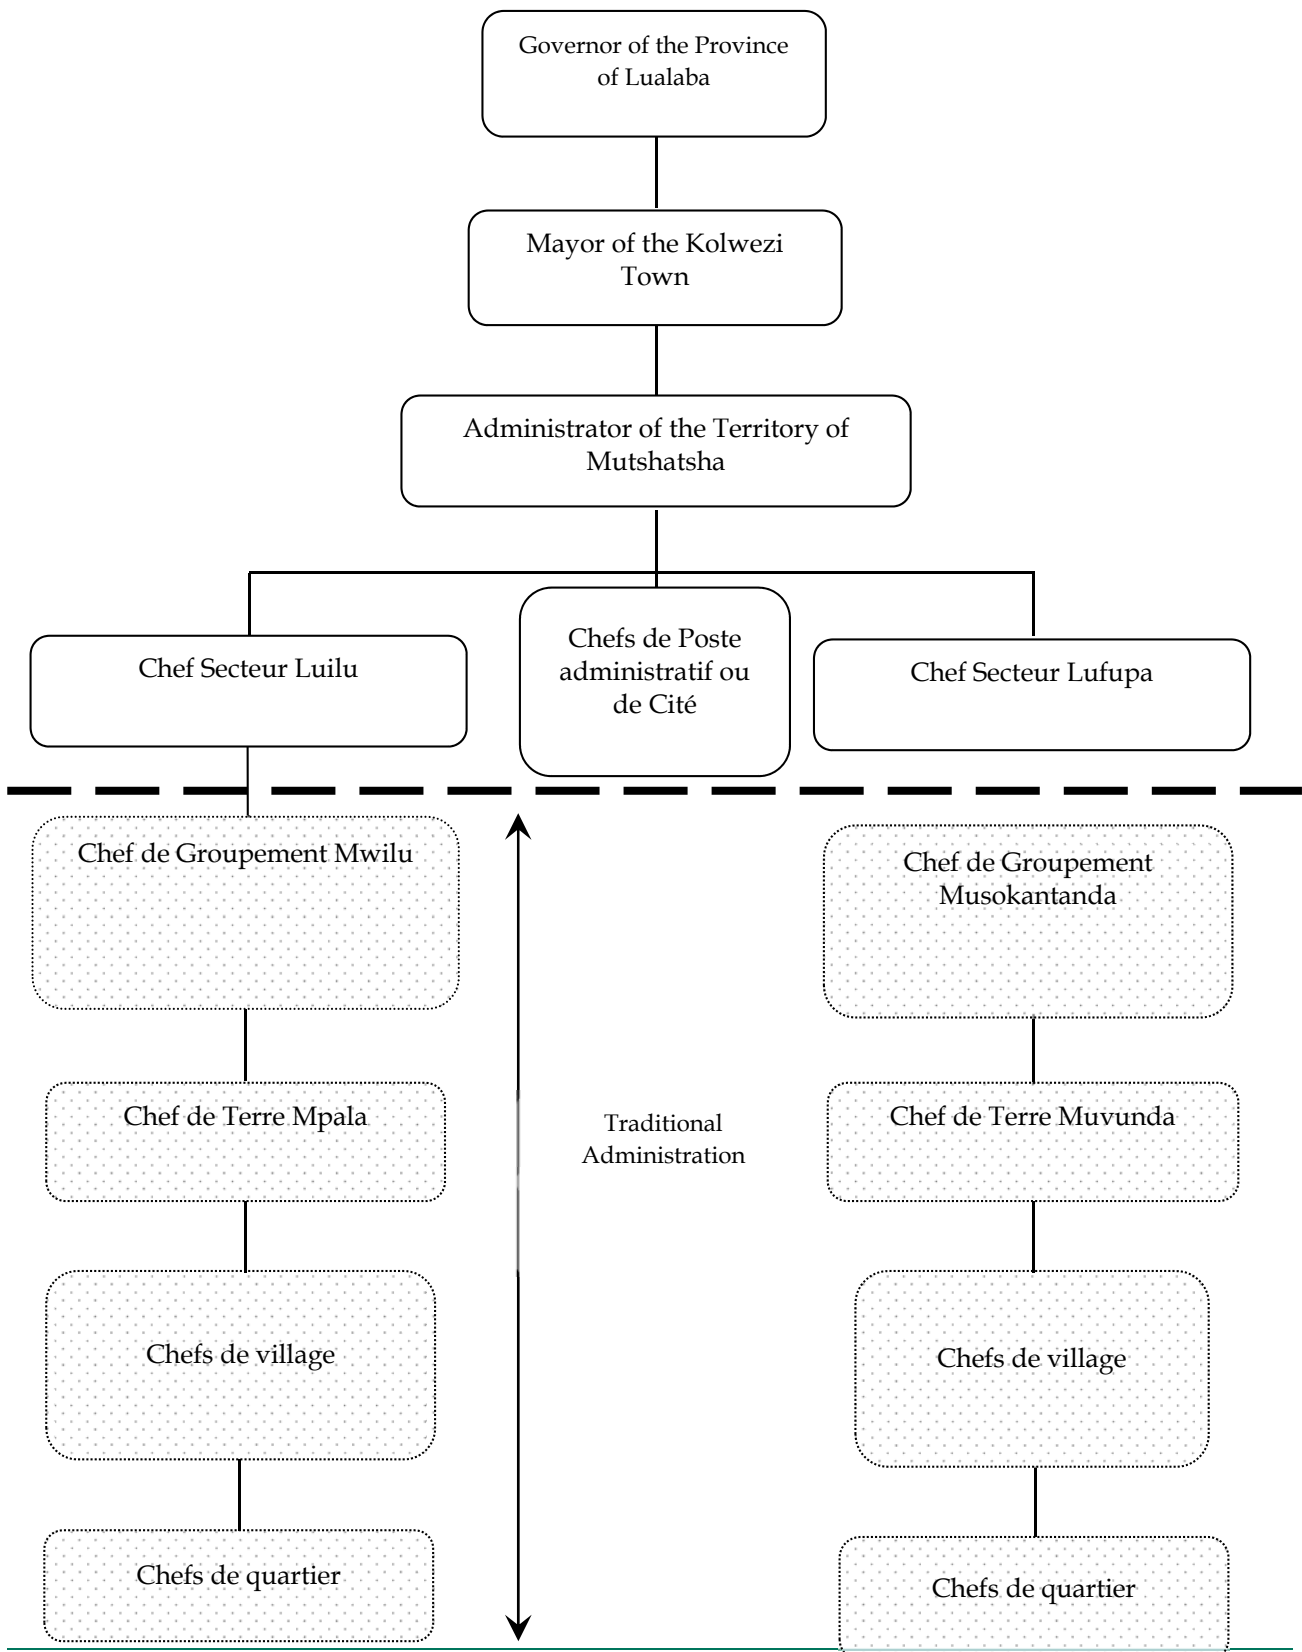 Governor of the Province
of Lualaba
Mayor of the Kolwezi
Town
Administrator of the Territory of
Mutshatsha
Chef Secteur Luilu
Chefs de Poste
administratif ou
de Cité
Chef Secteur Lufupa
Chef de Groupement Mwilu
Chef de Groupement
Musokantanda
Chef de Terre Mpala
Traditional
Administration
Chef de Terre Muvunda
Chefs de village
Chefs de village
Chefs de quartier
Chefs de quartier